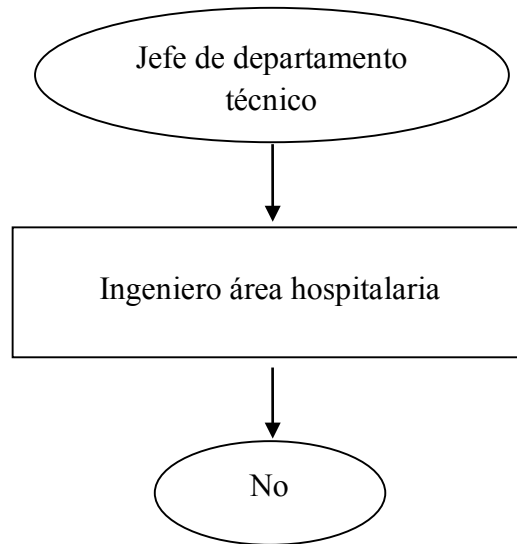 Jefe de departamento
técnico
Ingeniero área hospitalaria
No